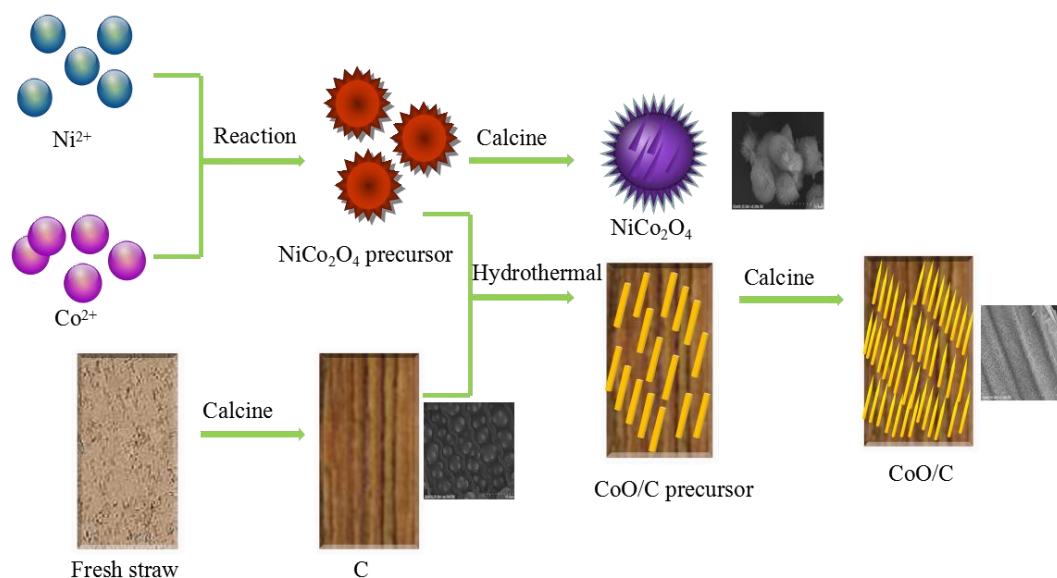 Ni²⁺
Reaction
Calcine
NiCo₂O₄ precursor
NiCo₂O₄
Co²⁺
Hydrothermal
Calcine
Calcine
CoO/C precursor
CoO/C
Fresh straw
C